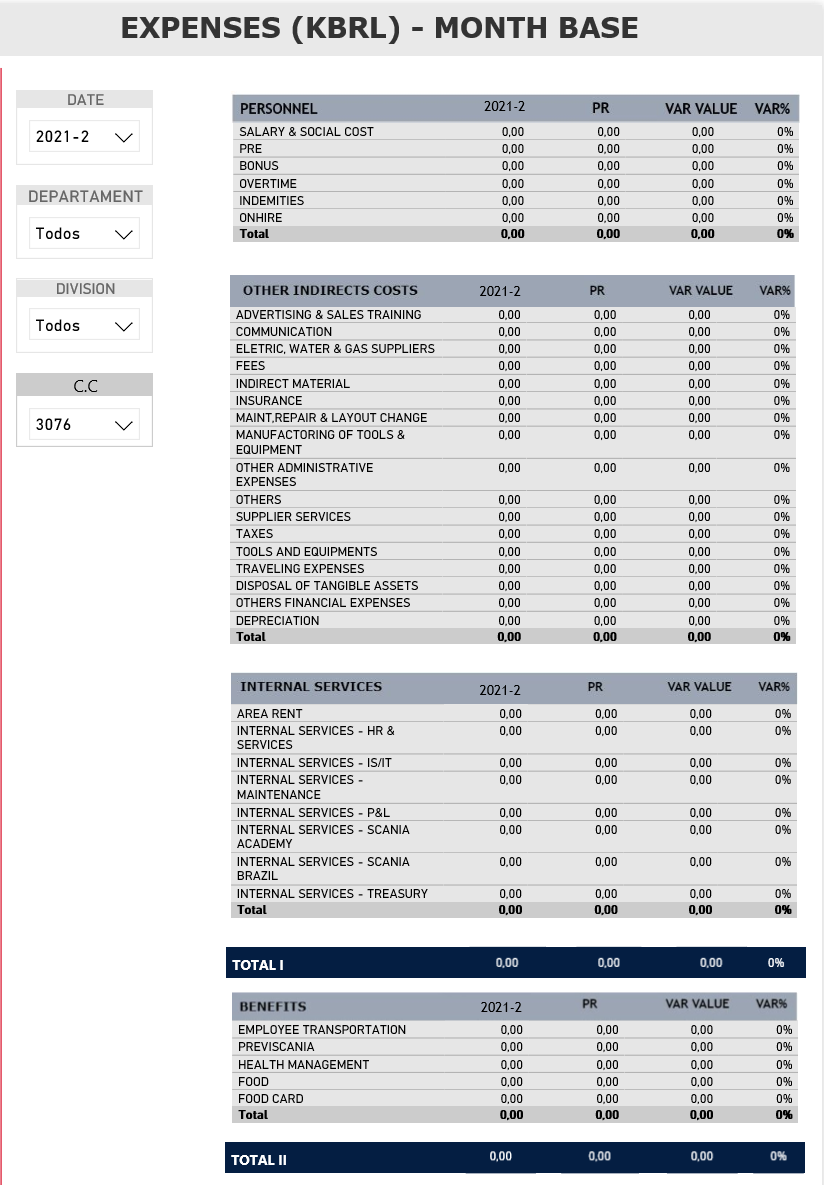 EXPENSES (KBRL) - MONTH BASE
DATE
2021-2
DEPARTAMENT
Todos
DIVISION
Todos
C.C
3076
PERSONNEL 2021-2 PR VAR VALUE VAR%
SALARY & SOCIAL COST 0,00 0,00 0,00 0%
PRE 0,00 0,00 0,00 0%
BONUS 0,00 0,00 0,00 0%
OVERTIME 0,00 0,00 0,00 0%
INDEMITIES 0,00 0,00 0,00 0%
ONHIRE 0,00 0,00 0,00 0%
Total 0,00 0,00 0,00 0%
OTHER INDIRECTS COSTS 2021-2 PR VAR VALUE VAR%
ADVERTISING & SALES TRAINING 0,00 0,00 0,00 0%
COMMUNICATION 0,00 0,00 0,00 0%
ELETRIC, WATER & GAS SUPPLIERS 0,00 0,00 0,00 0%
FEES 0,00 0,00 0,00 0%
INDIRECT MATERIAL 0,00 0,00 0,00 0%
INSURANCE 0,00 0,00 0,00 0%
MAINT,REPAIR & LAYOUT CHANGE 0,00 0,00 0,00 0%
MANUFACTORING OF TOOLS & 0,00 0,00 0,00 0%
EQUIPMENT
OTHER ADMINISTRATIVE 0,00 0,00 0,00 0%
EXPENSES
OTHERS 0,00 0,00 0,00 0%
SUPPLIER SERVICES 0,00 0,00 0,00 0%
TAXES 0,00 0,00 0,00 0%
TOOLS AND EQUIPMENTS 0,00 0,00 0,00 0%
TRAVELING EXPENSES 0,00 0,00 0,00 0%
DISPOSAL OF TANGIBLE ASSETS 0,00 0,00 0,00 0%
OTHERS FINANCIAL EXPENSES 0,00 0,00 0,00 0%
DEPRECIATION 0,00 0,00 0,00 0%
Total 0,00 0,00 0,00 0%
INTERNAL SERVICES 2021-2 PR VAR VALUE VAR%
AREA RENT 0,00 0,00 0,00 0%
INTERNAL SERVICES - HR & 0,00 0,00 0,00 0%
SERVICES
INTERNAL SERVICES - IS/IT 0,00 0,00 0,00 0%
INTERNAL SERVICES - 0,00 0,00 0,00 0%
MAINTENANCE
INTERNAL SERVICES - P&L 0,00 0,00 0,00 0%
INTERNAL SERVICES - SCANIA 0,00 0,00 0,00 0%
ACADEMY
INTERNAL SERVICES - SCANIA 0,00 0,00 0,00 0%
BRAZIL
INTERNAL SERVICES - TREASURY 0,00 0,00 0,00 0%
Total 0,00 0,00 0,00 0%
TOTAL I 0,00 0,00 0,00 0%
BENEFITS 2021-2 PR VAR VALUE VAR%
EMPLOYEE TRANSPORTATION 0,00 0,00 0,00 0%
PREVISCANIA 0,00 0,00 0,00 0%
HEALTH MANAGEMENT 0,00 0,00 0,00 0%
FOOD 0,00 0,00 0,00 0%
FOOD CARD 0,00 0,00 0,00 0%
Total 0,00 0,00 0,00 0%
TOTAL II 0,00 0,00 0,00 0%